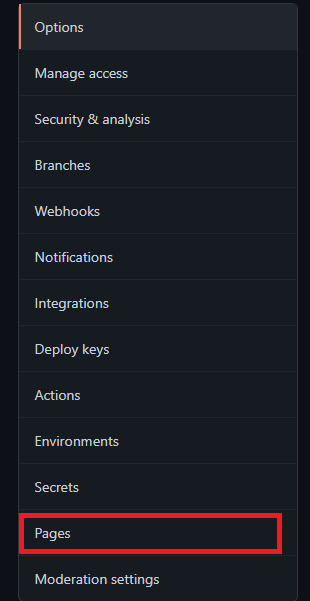 Options
Manage access
Security & analysis
Branches
Webhooks
Notifications
Integrations
Deploy keys
Actions
Environments
Secrets
Pages
Moderation settings